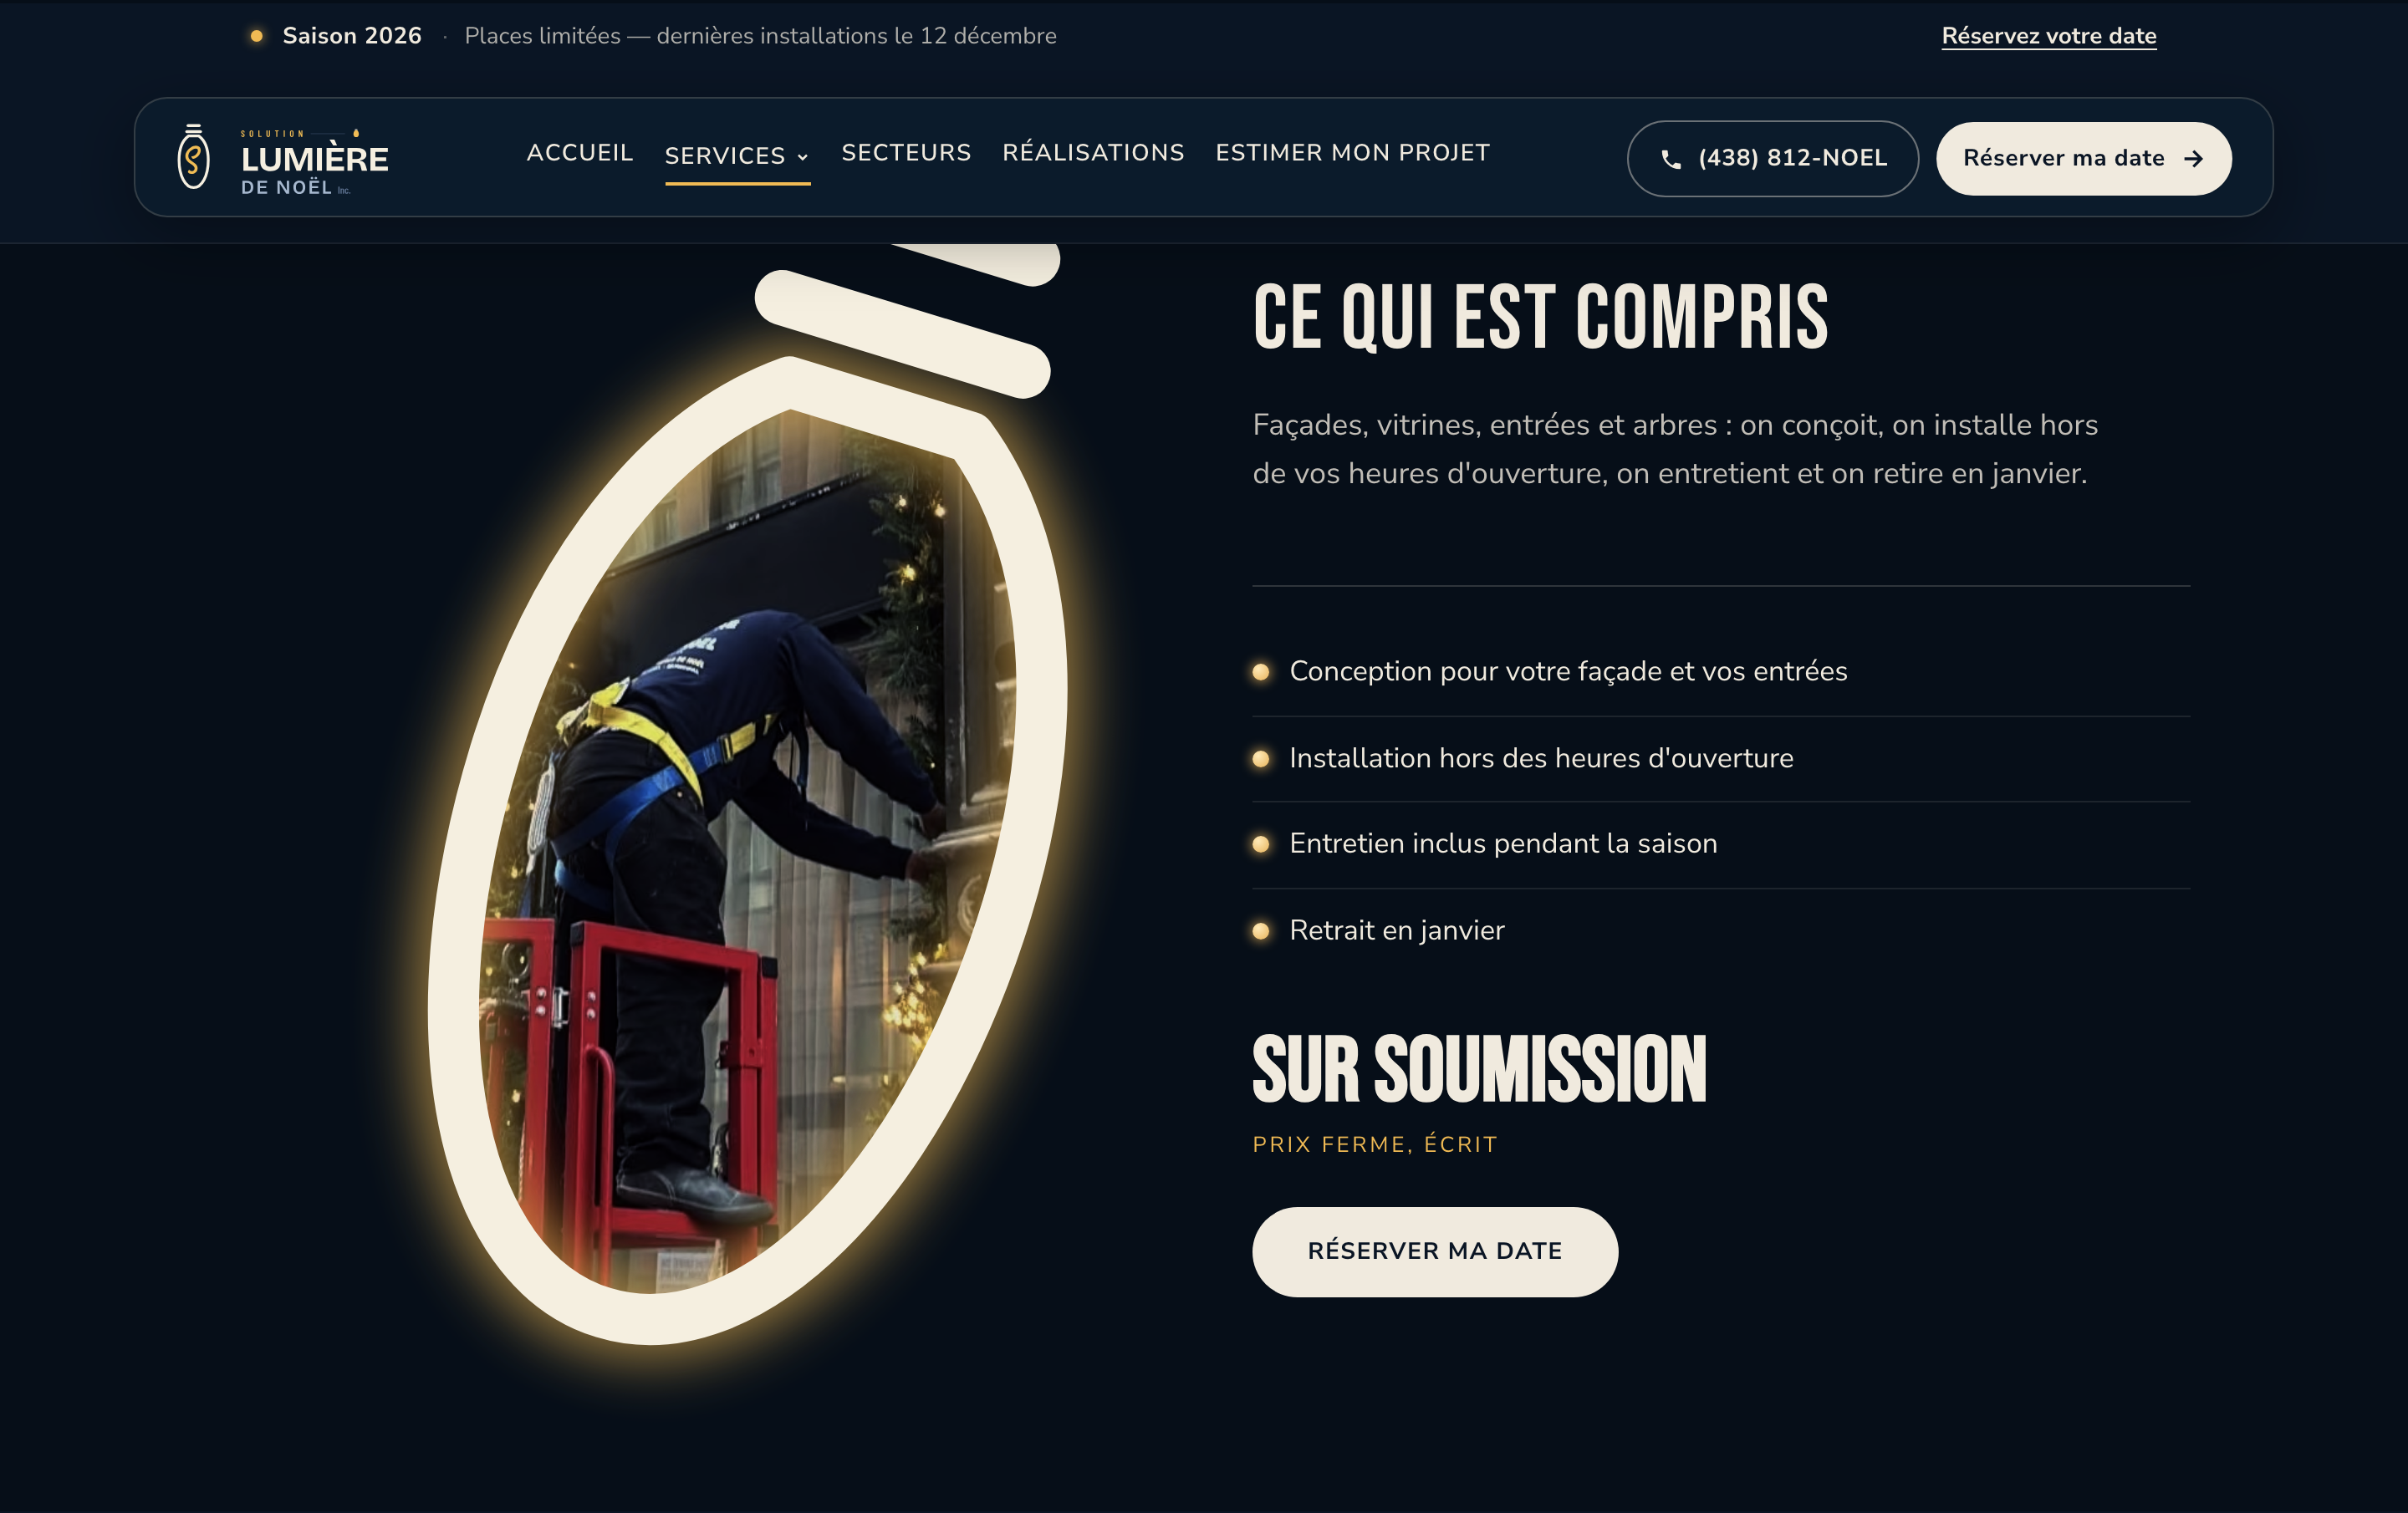 Saison 2026 · Places limitées — dernières installations le 12 décembre
Réservez votre date
SOLUTION
LUMIÈRE
DE NOËL Inc.
ACCUEIL
SERVICES
SECTEURS
RÉALISATIONS
ESTIMER MON PROJET
(438) 812-NOEL
Réserver ma date →
CE QUI EST COMPRIS
Façades, vitrines, entrées et arbres : on conçoit, on installe hors
de vos heures d'ouverture, on entretient et on retire en janvier.
Conception pour votre façade et vos entrées
Installation hors des heures d'ouverture
Entretien inclus pendant la saison
Retrait en janvier
SUR SOUMISSION
PRIX FERME, ÉCRIT
RÉSERVER MA DATE